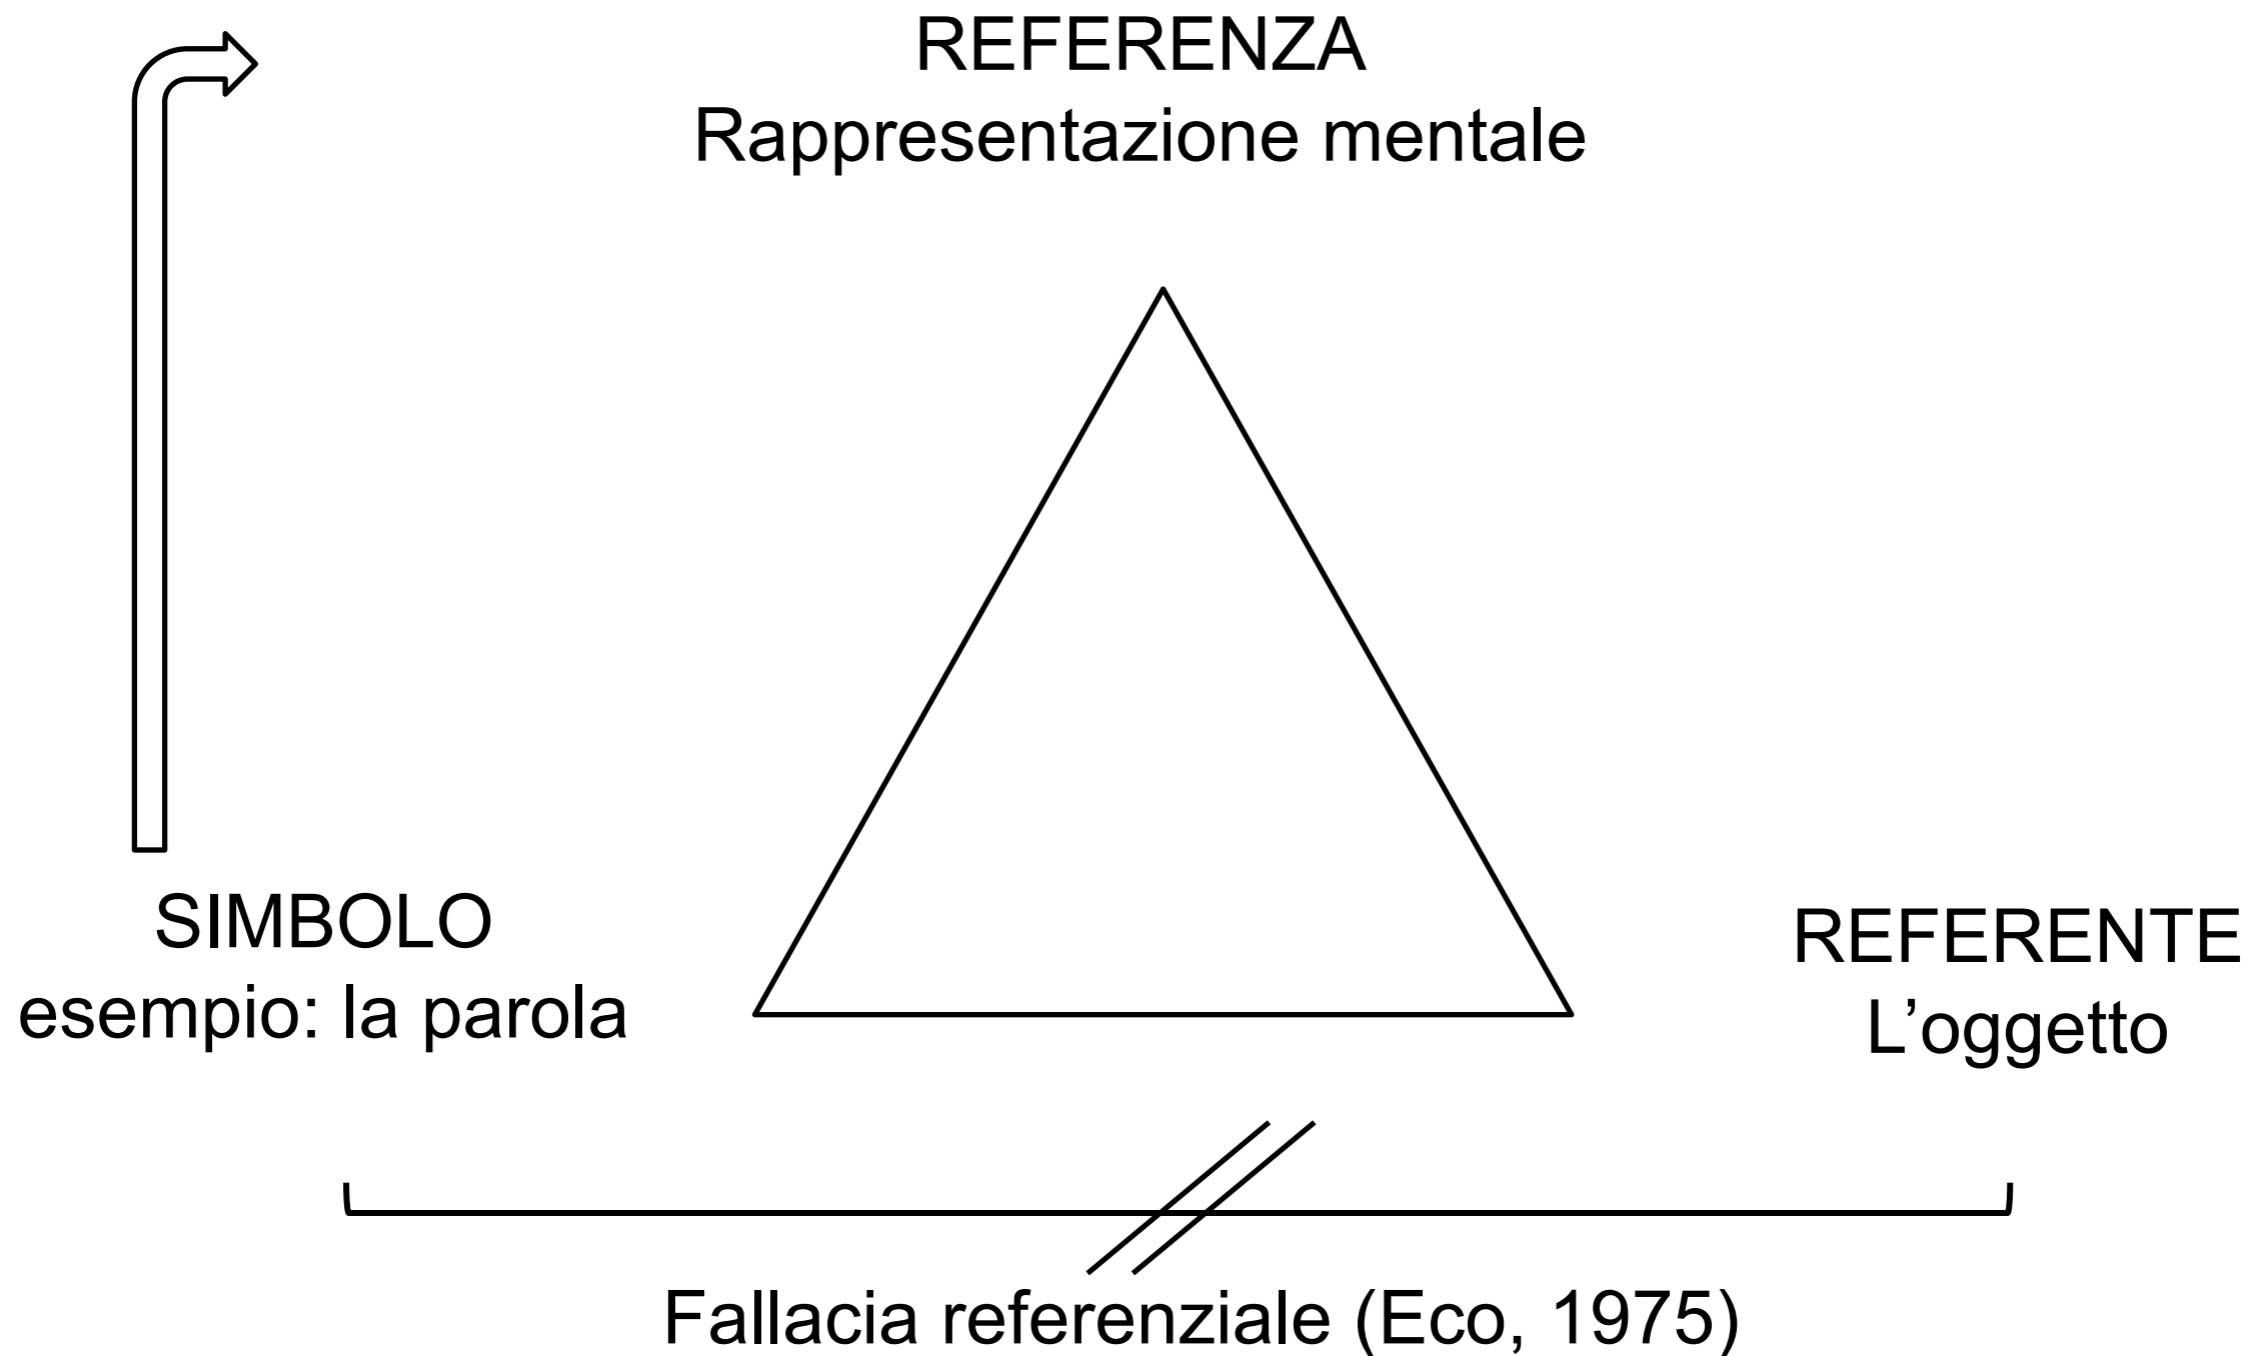 REFERENZA
Rappresentazione mentale
SIMBOLO
esempio: la parola
REFERENTE
L’oggetto
Fallacia referenziale (Eco, 1975)